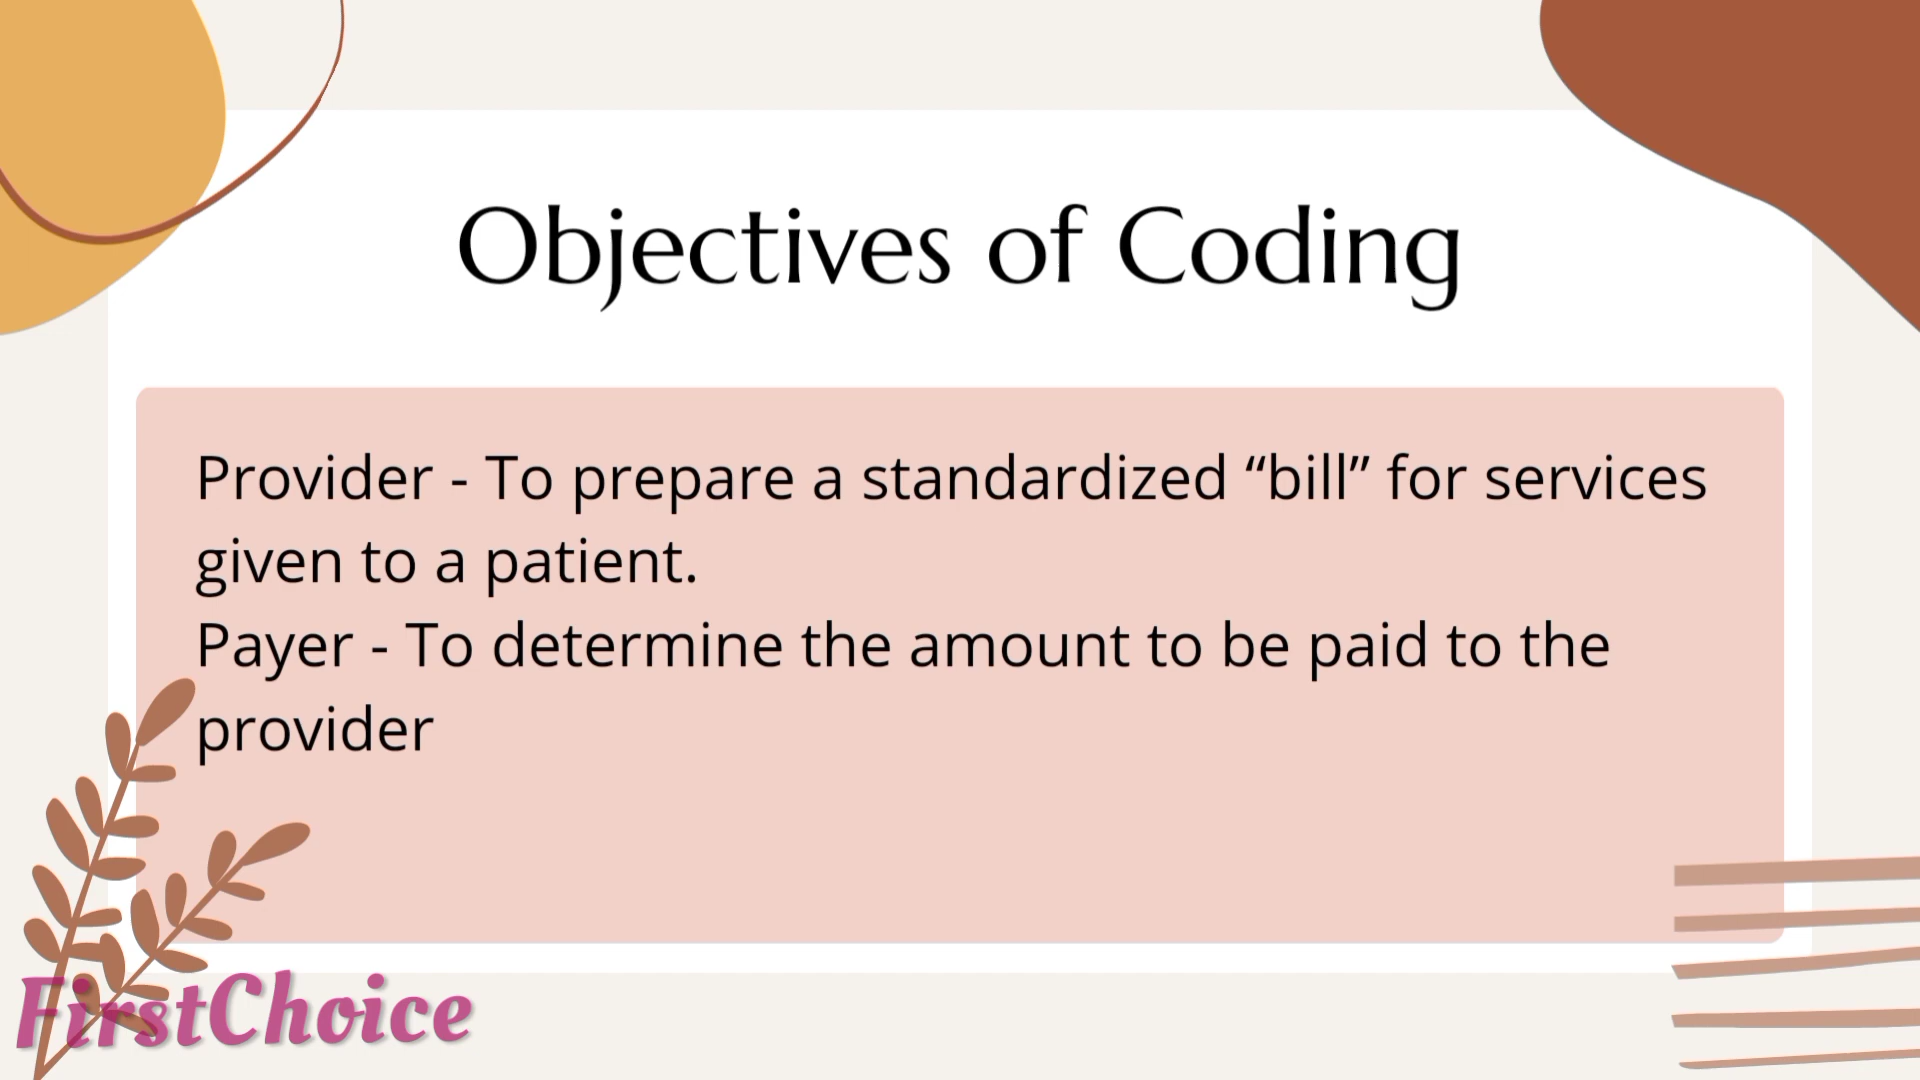 Objectives of Coding
Provider - To prepare a standardized “bill” for services
given to a patient.
Payer - To determine the amount to be paid to the
provider
FirstChoice